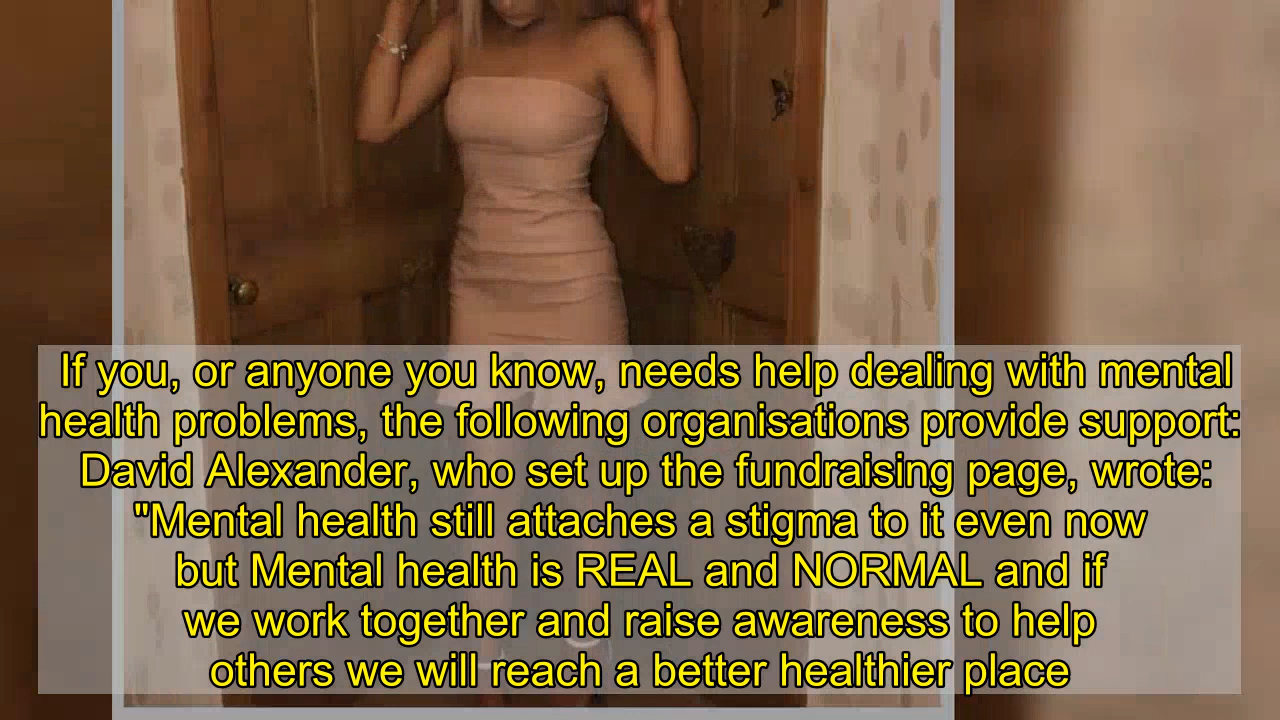 If you, or anyone you know, needs help dealing with mental
health problems, the following organisations provide support:
David Alexander, who set up the fundraising page, wrote:
"Mental health still attaches a stigma to it even now
but Mental health is REAL and NORMAL and if
we work together and raise awareness to help
others we will reach a better healthier place